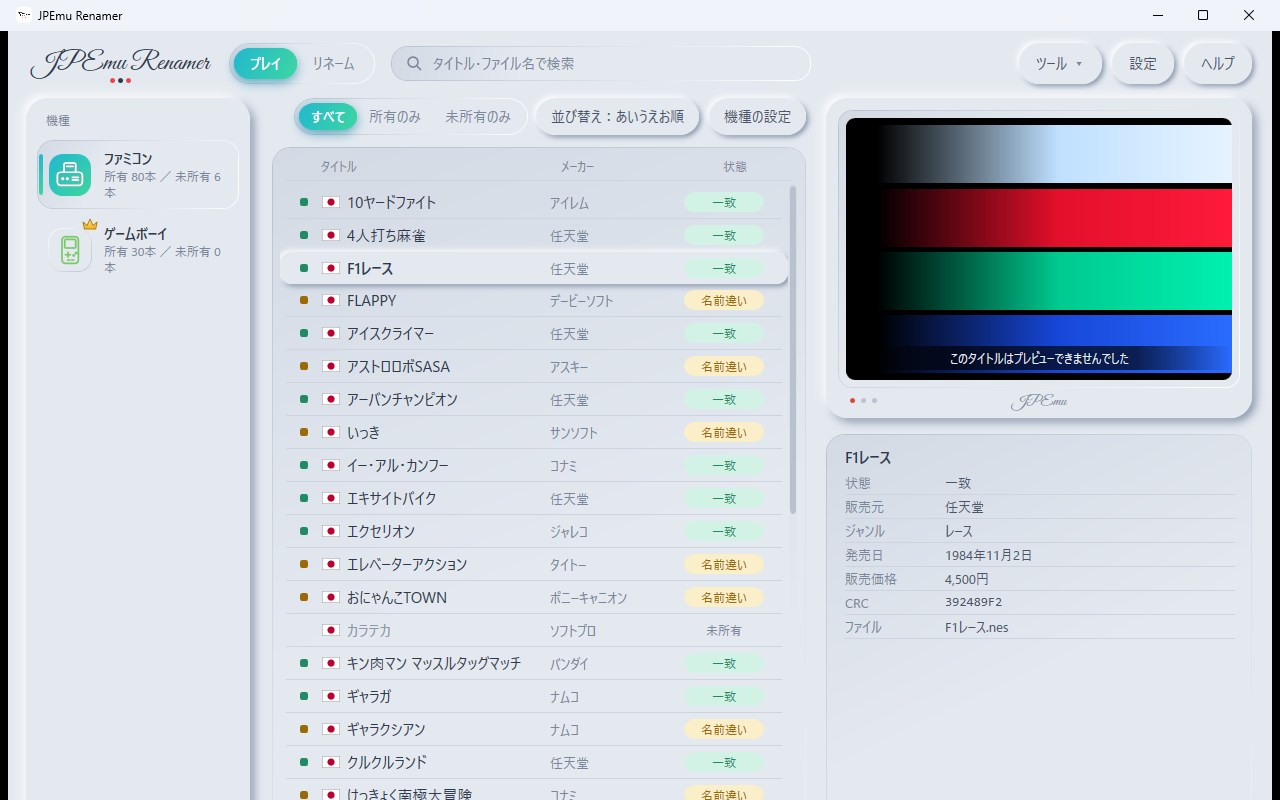 JPEmu Renamer
JPEmu Renamer
プレイ
リネーム
タイトル・ファイル名で検索
ツール ▼
設定
ヘルプ
機種
ファミコン
所有 80本 ／ 未所有 6
本
ゲームボーイ
所有 30本 ／ 未所有 0
本
すべて
所有のみ
未所有のみ
並び替え：あいうえお順
機種の設定
タイトル メーカー 状態
10ヤードファイト アイレム 一致
4人打ち麻雀 任天堂 一致
F1レース 任天堂 一致
FLAPPY デービーソフト 名前違い
アイスクライマー 任天堂 一致
アストロロボSASA アスキー 名前違い
アーバンチャンピオン 任天堂 一致
いっき サンソフト 名前違い
イー・アル・カンフー コナミ 一致
エキサイトバイク 任天堂 一致
エクセリオン ジャレコ 一致
エレベーターアクション タイトー 名前違い
おにゃんこTOWN ポニーキャニオン 名前違い
カラテカ ソフトプロ 未所有
キン肉マン マッスルタッグマッチ バンダイ 一致
ギャラガ ナムコ 一致
ギャラクシアン ナムコ 名前違い
クルクルランド 任天堂 一致
けっきょく南極大冒険 コナミ 名前違い
このタイトルはプレビューできませんでした
JPEmu
F1レース
状態 一致
販売元 任天堂
ジャンル レース
発売日 1984年11月2日
販売価格 4,500円
CRC 392489F2
ファイル F1レース.nes